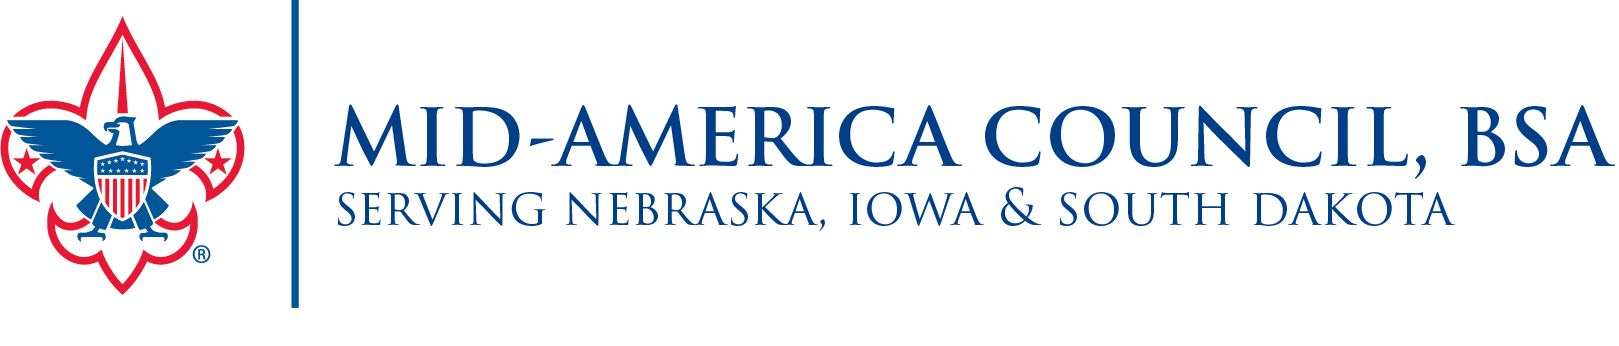 MID-AMERICA COUNCIL, BSA
SERVING NEBRASKA, IOWA & SOUTH DAKOTA
®